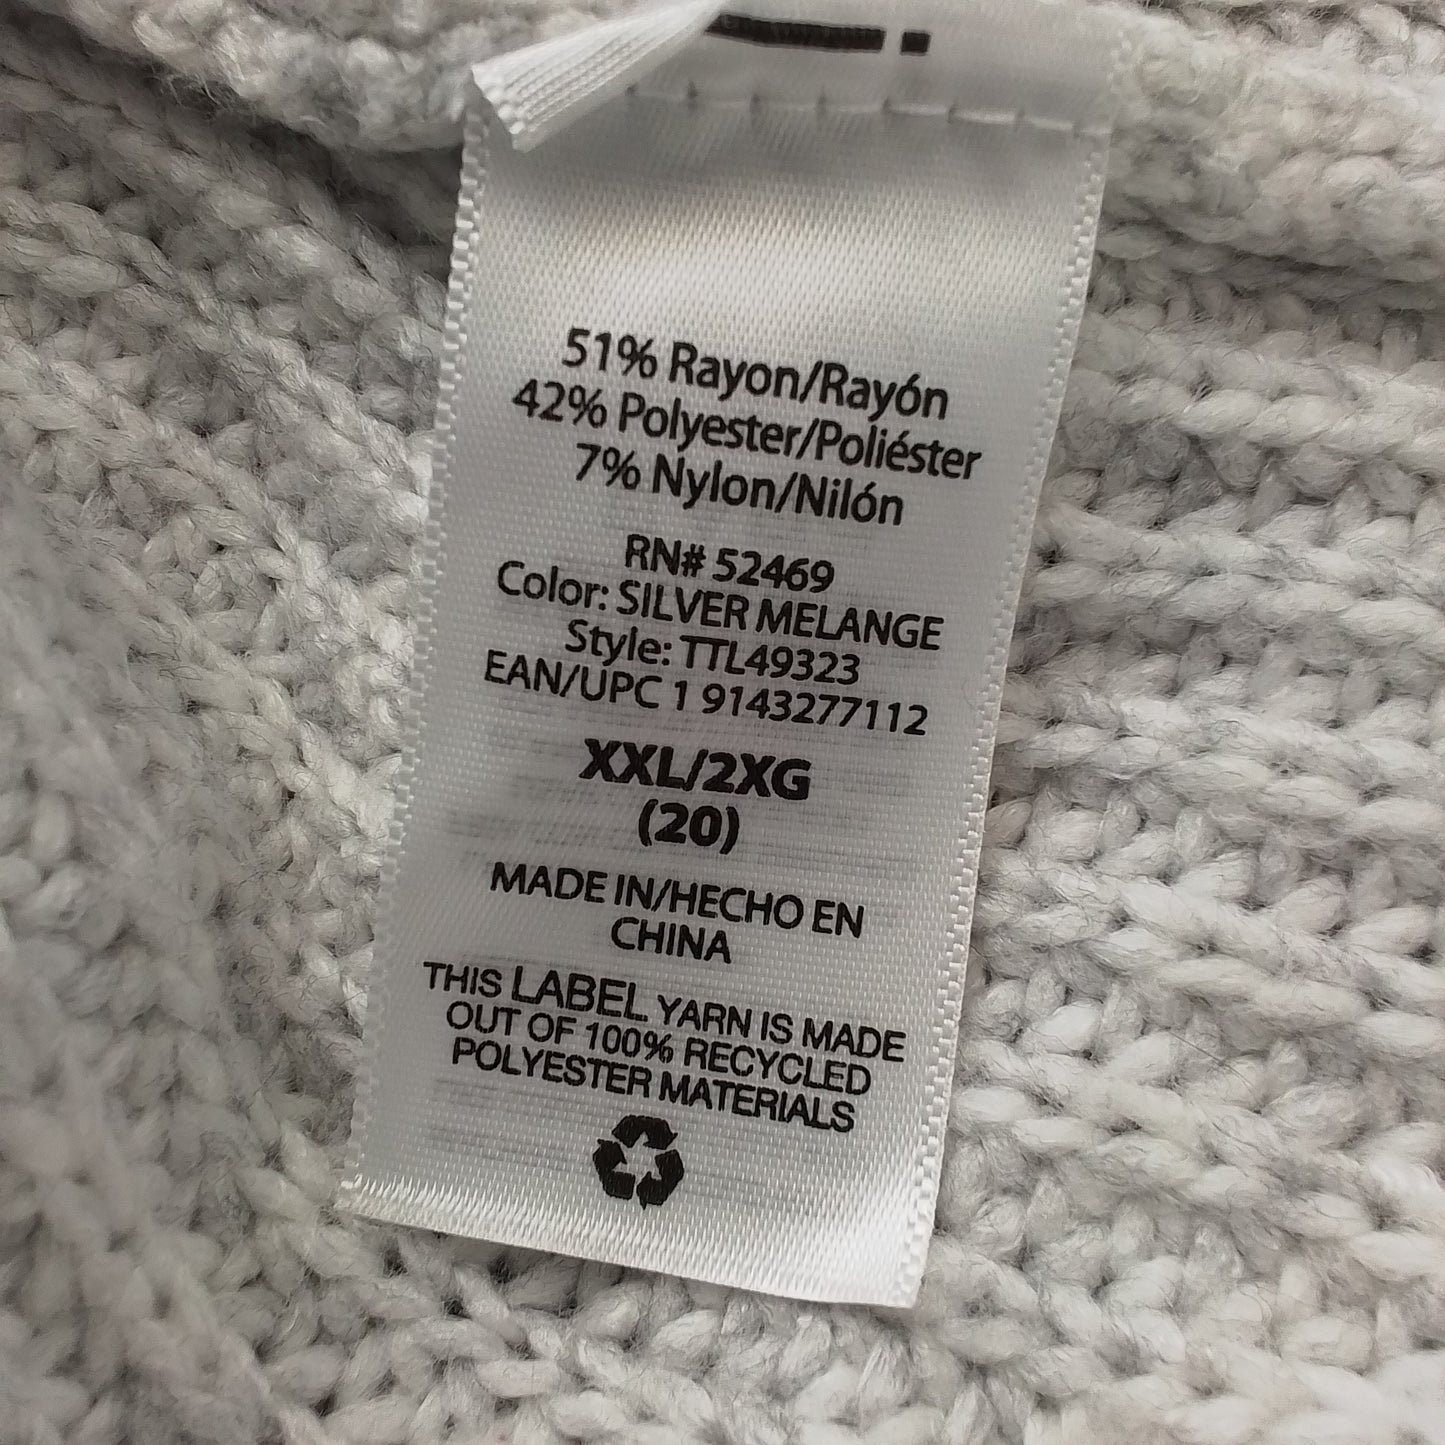 51% Rayon/Rayón
42% Polyester/Poliéster
7% Nylon/Nilón
RN# 52469
Color: SILVER MELANGE
Style: TTL49323
EAN/UPC 1 9143277112
XXL/2XG
(20)
MADE IN/HECHO EN
CHINA
THIS LABEL YARN IS MADE
OUT OF 100% RECYCLED
POLYESTER MATERIALS